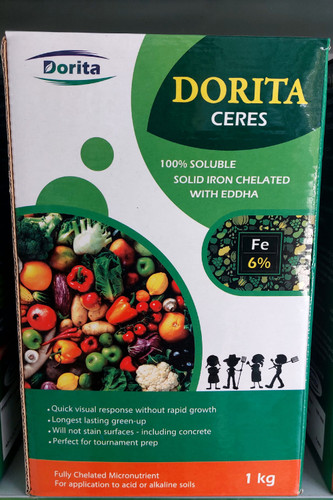 Dorita
DORITA
CERES
100% SOLUBLE
SOLID IRON CHELATED
WITH EDDHA
Fe
6%
• Quick visual response without rapid growth
• Longest lasting green-up
• Will not stain surfaces - including concrete
• Perfect for tournament prep
Fully Chelated Micronutrient
For application to acid or alkaline soils
1 kg